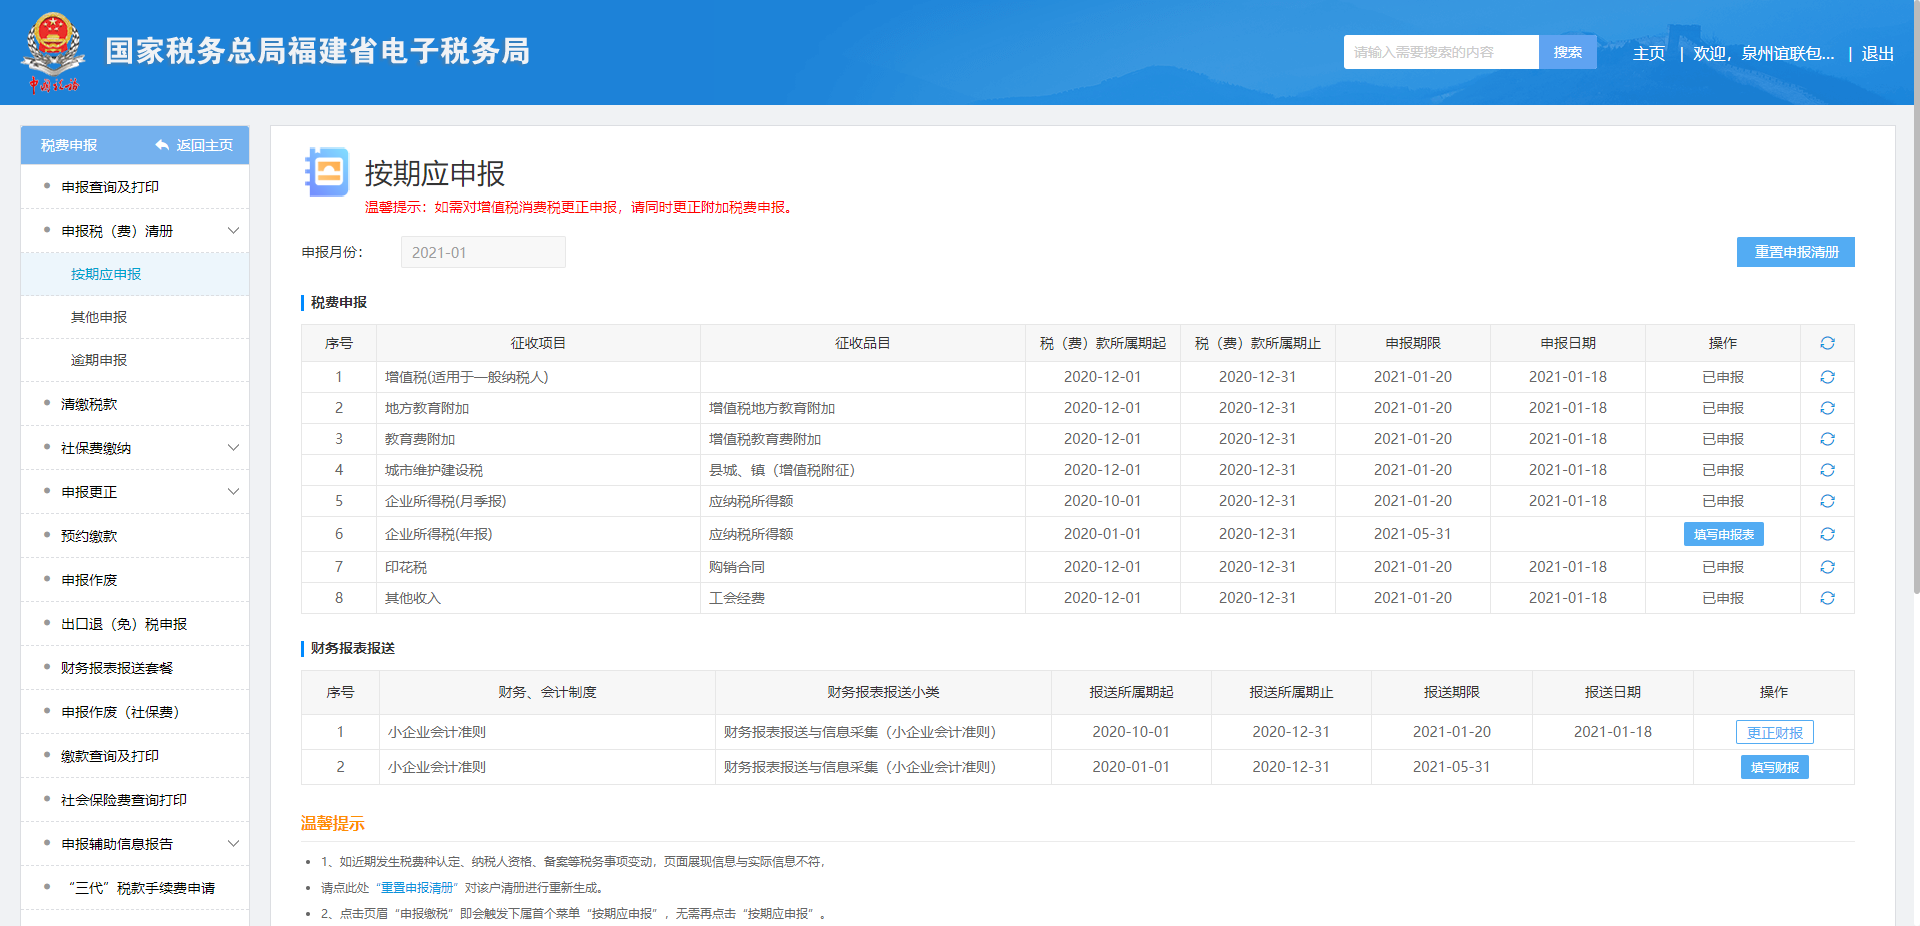 国家税务总局福建省电子税务局
中国税务
请输入需要搜索的内容 搜索 主页 | 欢迎, 泉州谊联包... | 退出
税费申报 返回主页
申报查询及打印
申报税（费）清册
按期应申报
其他申报
逾期申报
清缴税款
社保费缴纳
申报更正
预约缴款
申报作废
出口退（免）税申报
财务报表报送套餐
申报作废（社保费）
缴款查询及打印
社会保险费查询打印
申报辅助信息报告
“三代”税款手续费申请
按期应申报
温馨提示：如需对增值税消费税更正申报，请同时更正附加税费申报。
申报月份： 2021-01 重置申报清册
税费申报
序号 征收项目 征收品目 税（费）款所属期起 税（费）款所属期止 申报期限 申报日期 操作
1 增值税(适用于一般纳税人) 2020-12-01 2020-12-31 2021-01-20 2021-01-18 已申报
2 地方教育附加 增值税地方教育附加 2020-12-01 2020-12-31 2021-01-20 2021-01-18 已申报
3 教育费附加 增值税教育费附加 2020-12-01 2020-12-31 2021-01-20 2021-01-18 已申报
4 城市维护建设税 县城、镇（增值税附征） 2020-12-01 2020-12-31 2021-01-20 2021-01-18 已申报
5 企业所得税(月季报) 应纳税所得额 2020-10-01 2020-12-31 2021-01-20 2021-01-18 已申报
6 企业所得税(年报) 应纳税所得额 2020-01-01 2020-12-31 2021-05-31 填写申报表
7 印花税 购销合同 2020-12-01 2020-12-31 2021-01-20 2021-01-18 已申报
8 其他收入 工会经费 2020-12-01 2020-12-31 2021-01-20 2021-01-18 已申报
财务报表报送
序号 财务、会计制度 财务报表报送小类 报送所属期起 报送所属期止 报送期限 报送日期 操作
1 小企业会计准则 财务报表报送与信息采集（小企业会计准则） 2020-10-01 2020-12-31 2021-01-20 2021-01-18 更正财报
2 小企业会计准则 财务报表报送与信息采集（小企业会计准则） 2020-01-01 2020-12-31 2021-05-31 填写财报
温馨提示
1、如近期发生税费种认定、纳税人资格、备案等税务事项变动，页面展现信息与实际信息不符，
请点此处“重置申报清册”对该户清册进行重新生成。
2、点击页眉“申报缴税”即会触发下属首个菜单“按期应申报”，无需再点击“按期应申报”。